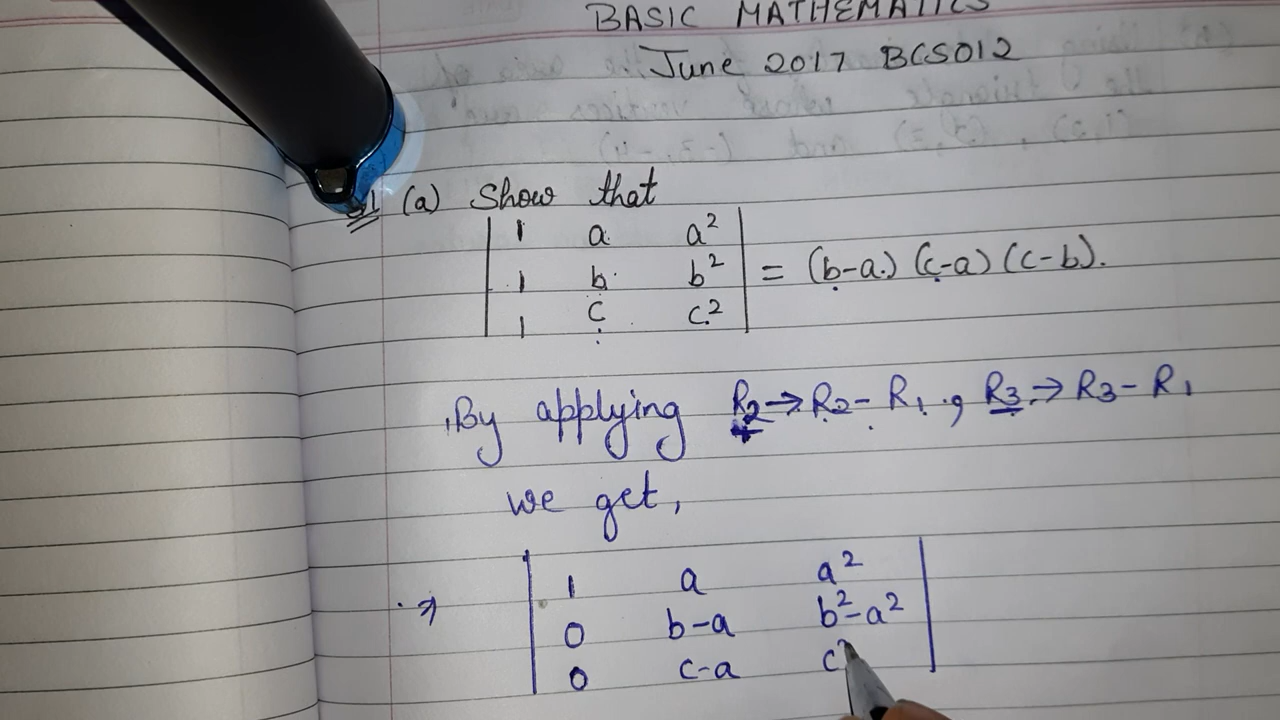 BASIC MATHEMATICS
June 2017 BCS012
Q1 (a) Show that
| 1 a a² |
| 1 b b² | = (b-a) (c-a) (c-b).
| 1 c c² |
By applying R2 → R2 - R1, R3 → R3 - R1
we get,
⇒ | 1 a a² |
| 0 b-a b²-a² |
| 0 c-a c² |